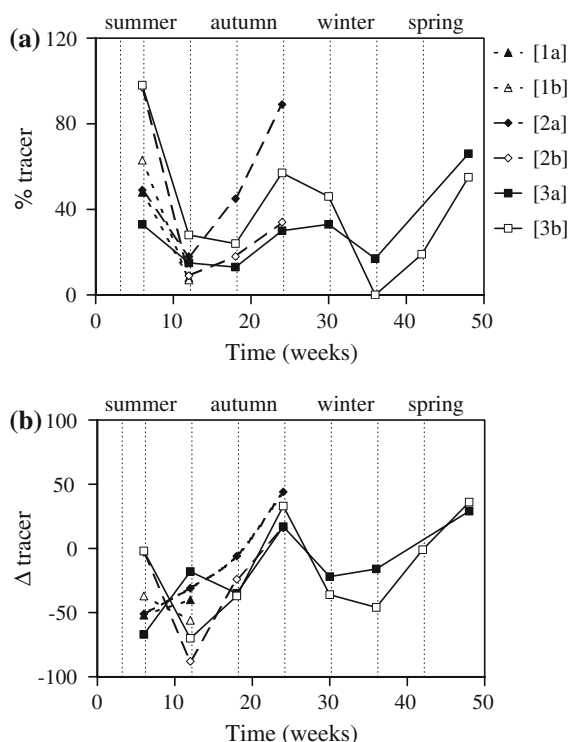 summer autumn winter spring
(a)
120
80
40
0
% tracer
0 10 20 30 40 50
Time (weeks)
[1a]
[1b]
[2a]
[2b]
[3a]
[3b]
summer autumn winter spring
(b)
100
50
0
-50
-100
Δ tracer
0 10 20 30 40 50
Time (weeks)